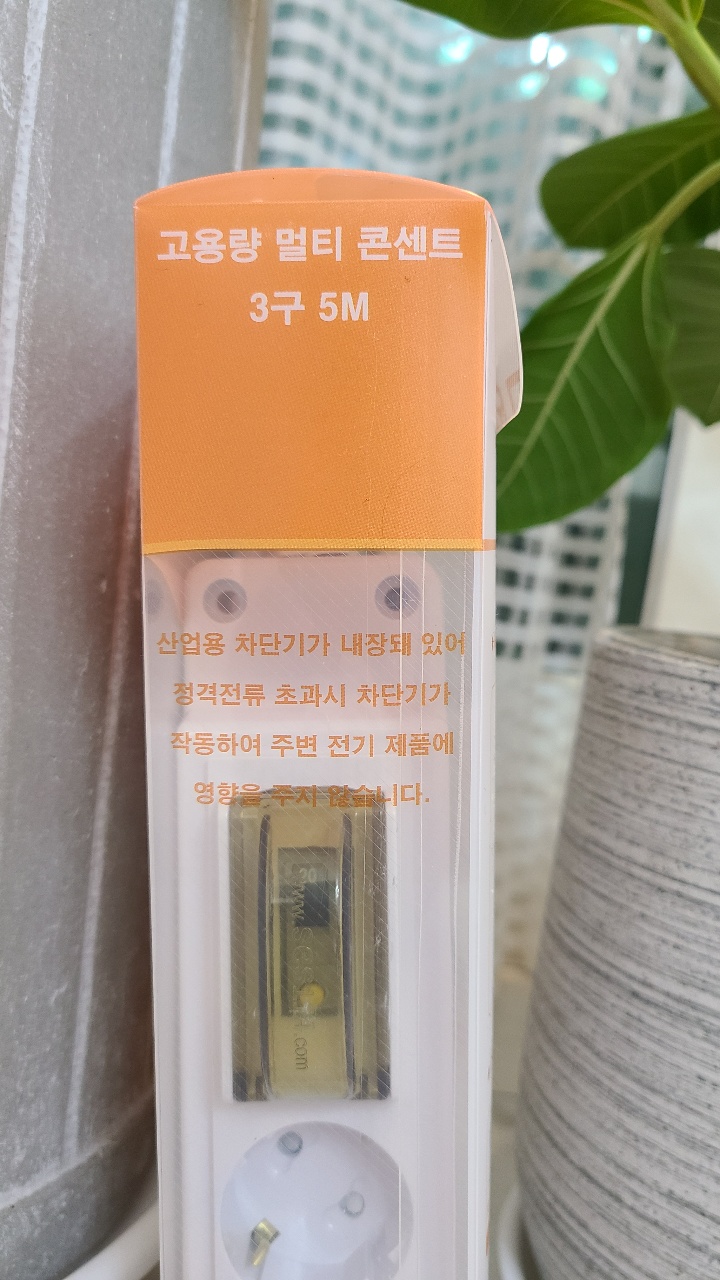 고용량 멀티 콘센트
3구 5M
산업용 차단기가 내장돼 있어
정격전류 초과시 차단기가
작동하여 주변 전기 제품에
영향을 주지 않습니다.
20